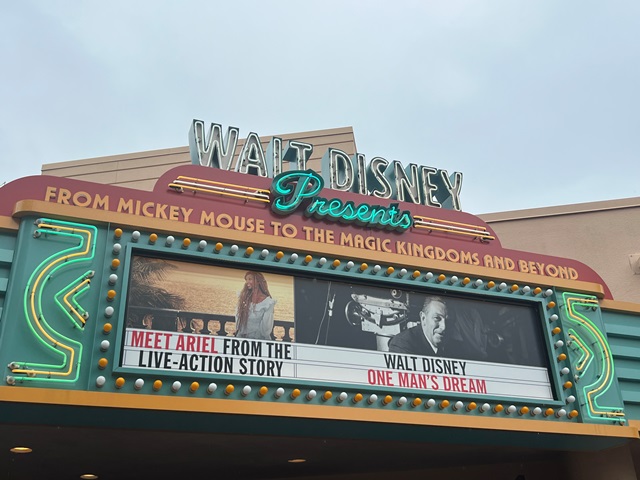 WALT DISNEY
Presents
FROM MICKEY MOUSE TO THE MAGIC KINGDOMS AND BEYOND
MEET ARIEL FROM THE
LIVE-ACTION STORY
WALT DISNEY
ONE MAN'S DREAM